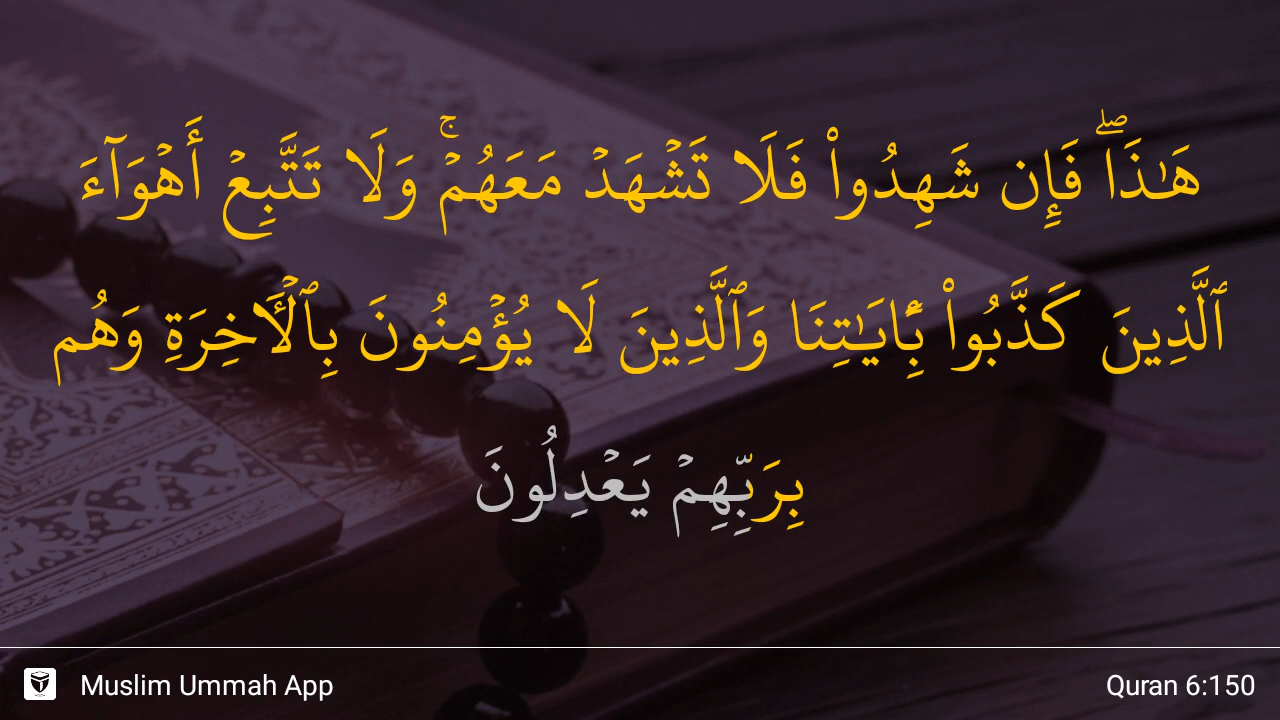 هَـٰذَاۖ فَإِن شَهِدُواْ فَلَا تَشۡهَدۡ مَعَهُمۡۚ وَلَا تَتَّبِعۡ أَهۡوَآءَ
ٱلَّذِينَ كَذَّبُواْ بِـَٔايَـٰتِنَا وَٱلَّذِينَ لَا يُؤۡمِنُونَ بِٱلۡأٓخِرَةِ وَهُم
بِرَبِّهِمۡ يَعۡدِلُونَ
Muslim Ummah App
Quran 6:150